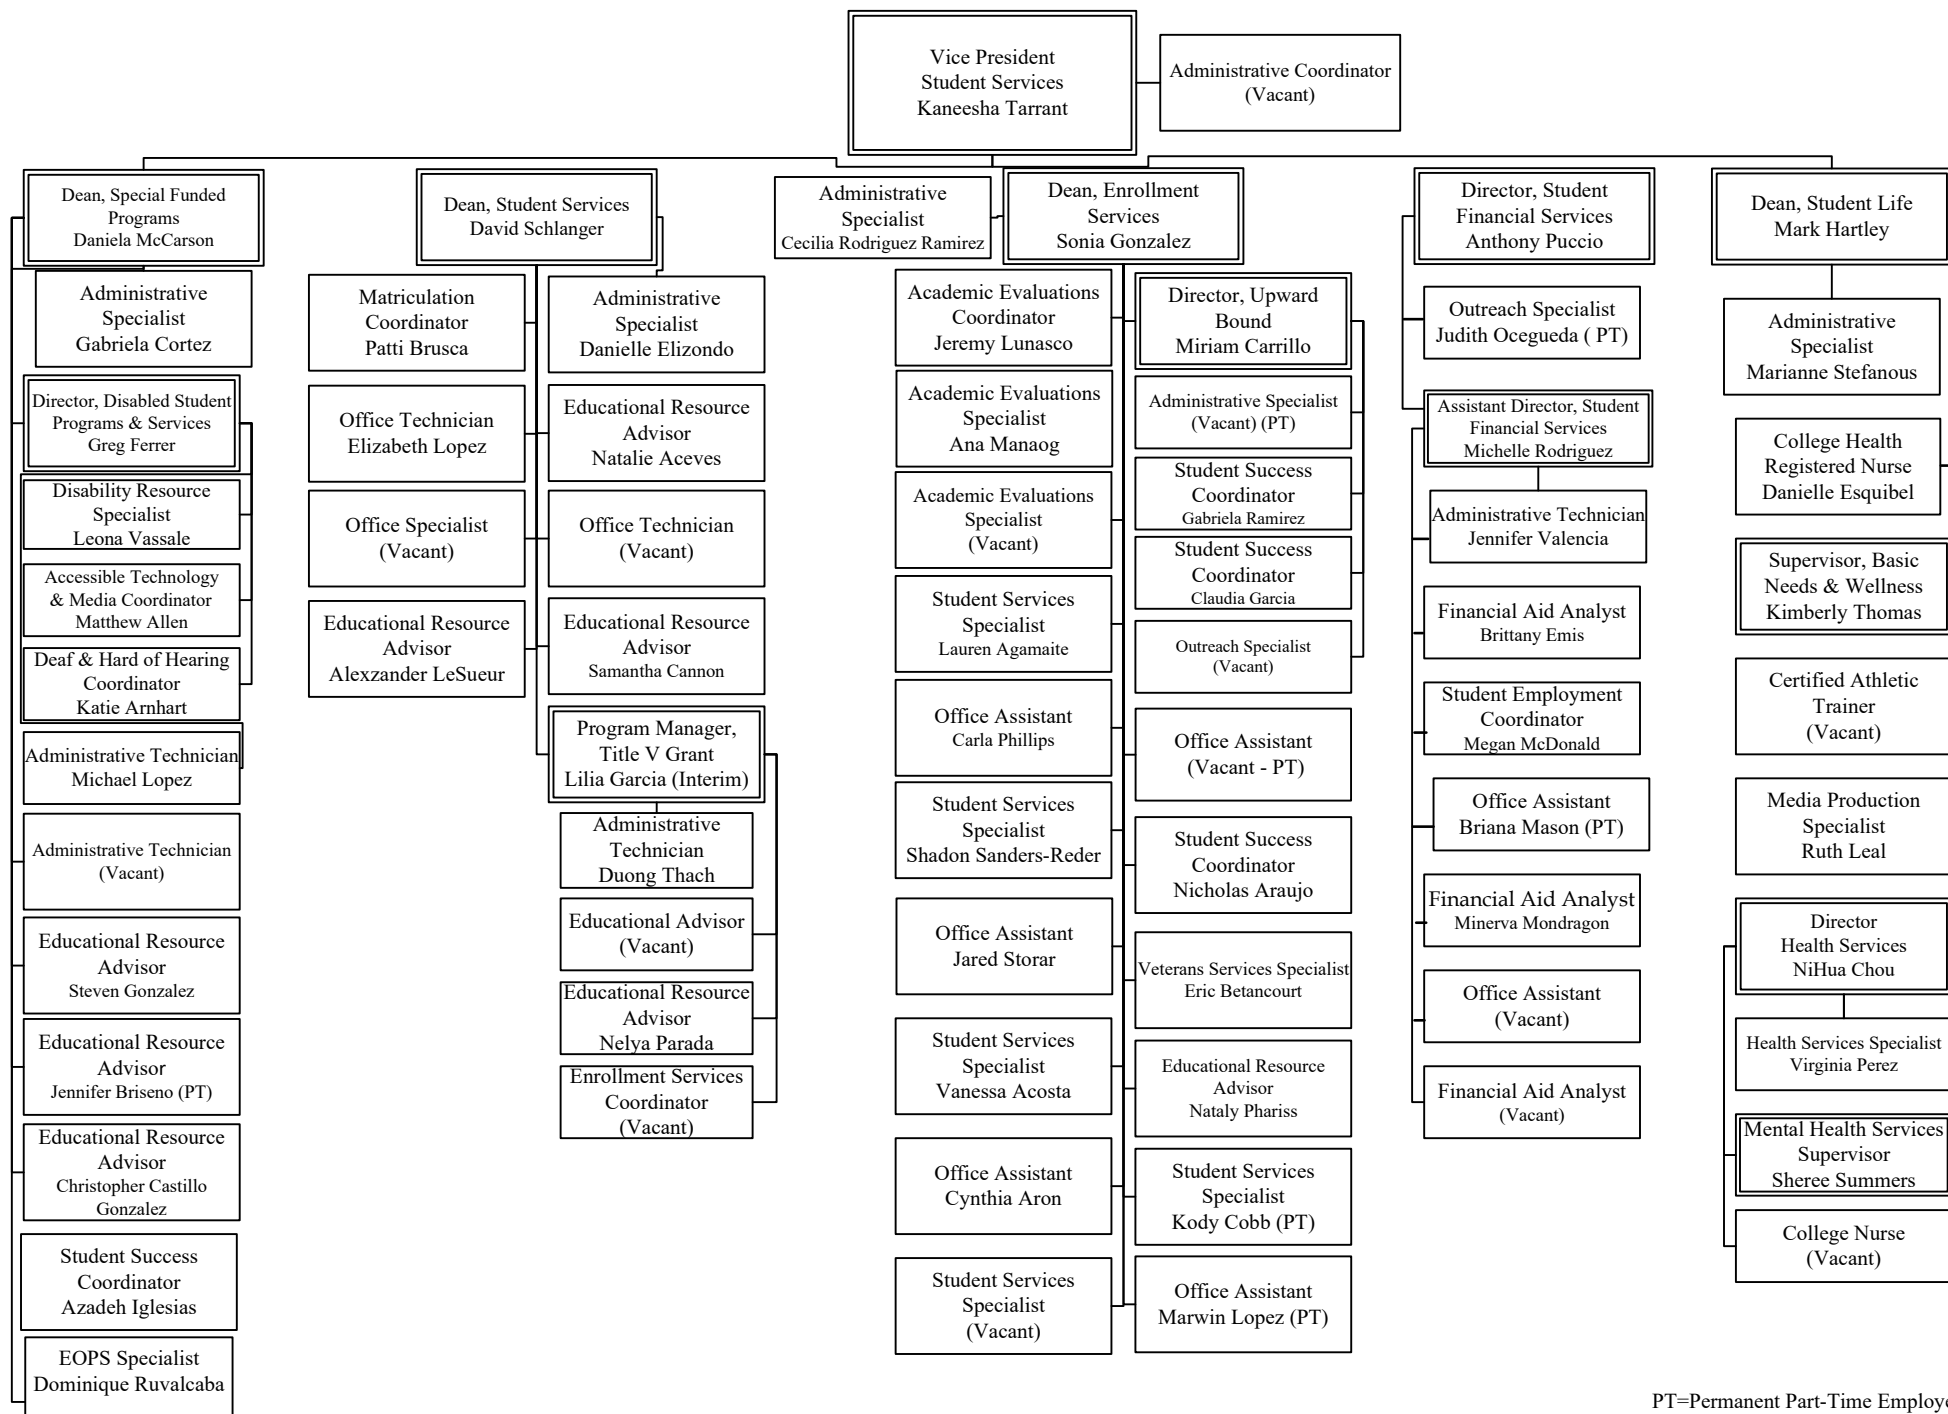 Vice President
Student Services
Kaneesha Tarrant
Administrative Coordinator
(Vacant)
Dean, Special Funded
Programs
Daniela McCarson
Administrative
Specialist
Gabriela Cortez
Director, Disabled Student
Programs & Services
Greg Ferrer
Disability Resource
Specialist
Leona Vassale
Accessible Technology
& Media Coordinator
Matthew Allen
Deaf & Hard of Hearing
Coordinator
Katie Arnhart
Administrative Technician
Michael Lopez
Administrative Technician
(Vacant)
Educational Resource
Advisor
Steven Gonzalez
Educational Resource
Advisor
Jennifer Briseno (PT)
Educational Resource
Advisor
Christopher Castillo
Gonzalez
Student Success
Coordinator
Azadeh Iglesias
EOPS Specialist
Dominique Ruvalcaba
Dean, Student Services
David Schlanger
Matriculation
Coordinator
Patti Brusca
Office Technician
Elizabeth Lopez
Office Specialist
(Vacant)
Educational Resource
Advisor
Alexzander LeSueur
Administrative
Specialist
Danielle Elizondo
Educational Resource
Advisor
Natalie Aceves
Office Technician
(Vacant)
Educational Resource
Advisor
Samantha Cannon
Program Manager,
Title V Grant
Lilia Garcia (Interim)
Administrative
Technician
Duong Thach
Educational Advisor
(Vacant)
Educational Resource
Advisor
Nelya Parada
Enrollment Services
Coordinator
(Vacant)
Administrative
Specialist
Cecilia Rodriguez Ramirez
Dean, Enrollment
Services
Sonia Gonzalez
Academic Evaluations
Coordinator
Jeremy Lunasco
Academic Evaluations
Specialist
Ana Manaog
Academic Evaluations
Specialist
(Vacant)
Student Services
Specialist
Lauren Agamaite
Office Assistant
Carla Phillips
Student Services
Specialist
Shadon Sanders-Reder
Office Assistant
Jared Storar
Student Services
Specialist
Vanessa Acosta
Office Assistant
Cynthia Aron
Student Services
Specialist
(Vacant)
Director, Upward
Bound
Miriam Carrillo
Administrative Specialist
(Vacant) (PT)
Student Success
Coordinator
Gabriela Ramirez
Student Success
Coordinator
Claudia Garcia
Outreach Specialist
(Vacant)
Office Assistant
(Vacant - PT)
Student Success
Coordinator
Nicholas Araujo
Veterans Services Specialist
Eric Betancourt
Educational Resource
Advisor
Nataly Phariss
Student Services
Specialist
Kody Cobb (PT)
Office Assistant
Marwin Lopez (PT)
Director, Student
Financial Services
Anthony Puccio
Outreach Specialist
Judith Ocegueda ( PT)
Assistant Director, Student
Financial Services
Michelle Rodriguez
Administrative Technician
Jennifer Valencia
Financial Aid Analyst
Brittany Emis
Student Employment
Coordinator
Megan McDonald
Office Assistant
Briana Mason (PT)
Financial Aid Analyst
Minerva Mondragon
Office Assistant
(Vacant)
Financial Aid Analyst
(Vacant)
Dean, Student Life
Mark Hartley
Administrative
Specialist
Marianne Stefanous
College Health
Registered Nurse
Danielle Esquibel
Supervisor, Basic
Needs & Wellness
Kimberly Thomas
Certified Athletic
Trainer
(Vacant)
Media Production
Specialist
Ruth Leal
Director
Health Services
NiHua Chou
Health Services Specialist
Virginia Perez
Mental Health Services
Supervisor
Sheree Summers
College Nurse
(Vacant)
PT=Permanent Part-Time